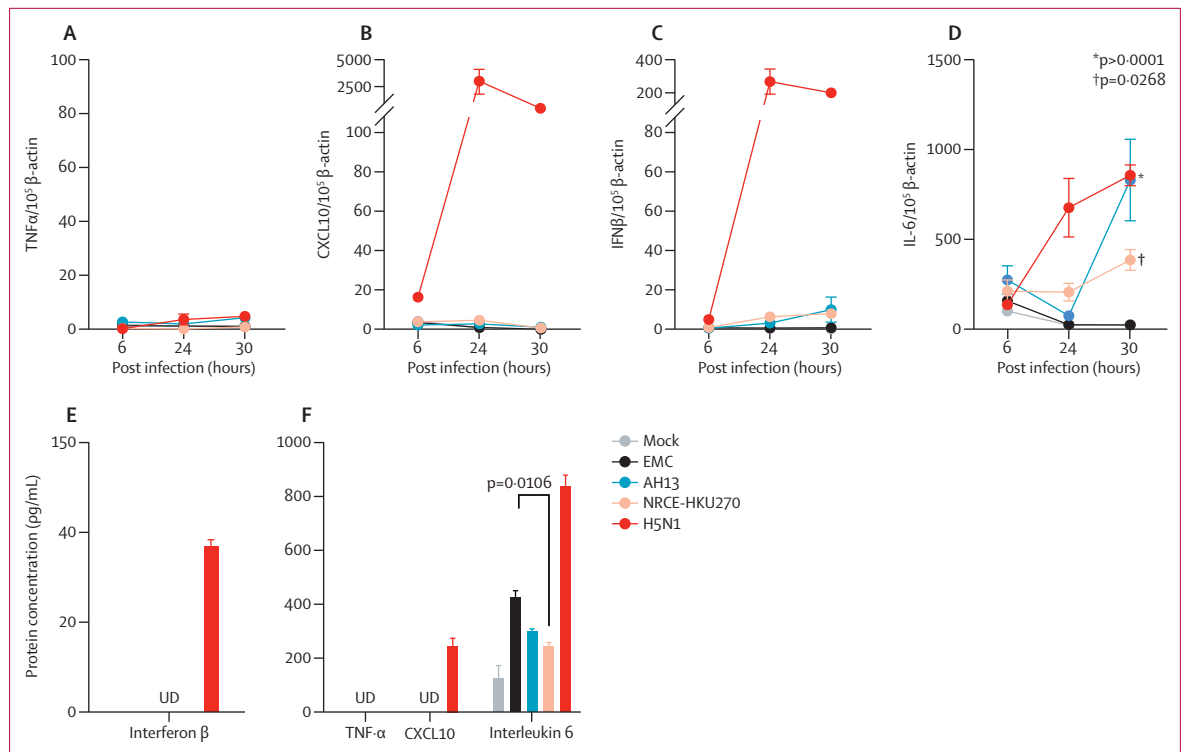 A
B
C
D
TNFα/10⁵ β-actin
100
80
60
40
20
0
6
24
30
Post infection (hours)
CXCL10/10⁵ β-actin
5000
2500
100
80
60
40
20
0
6
24
30
Post infection (hours)
IFNβ/10⁵ β-actin
400
200
80
60
40
20
0
6
24
30
Post infection (hours)
IL-6/10⁵ β-actin
1500
1000
500
0
*p>0·0001
†p=0·0268
*
†
6
24
30
Post infection (hours)
E
F
Protein concentration (ρg/mL)
150
40
20
0
UD
Interferon β
1000
800
600
400
200
0
UD
UD
p=0·0106
TNF-α
CXCL10
Interleukin 6
Mock
EMC
AH13
NRCE-HKU270
H5N1